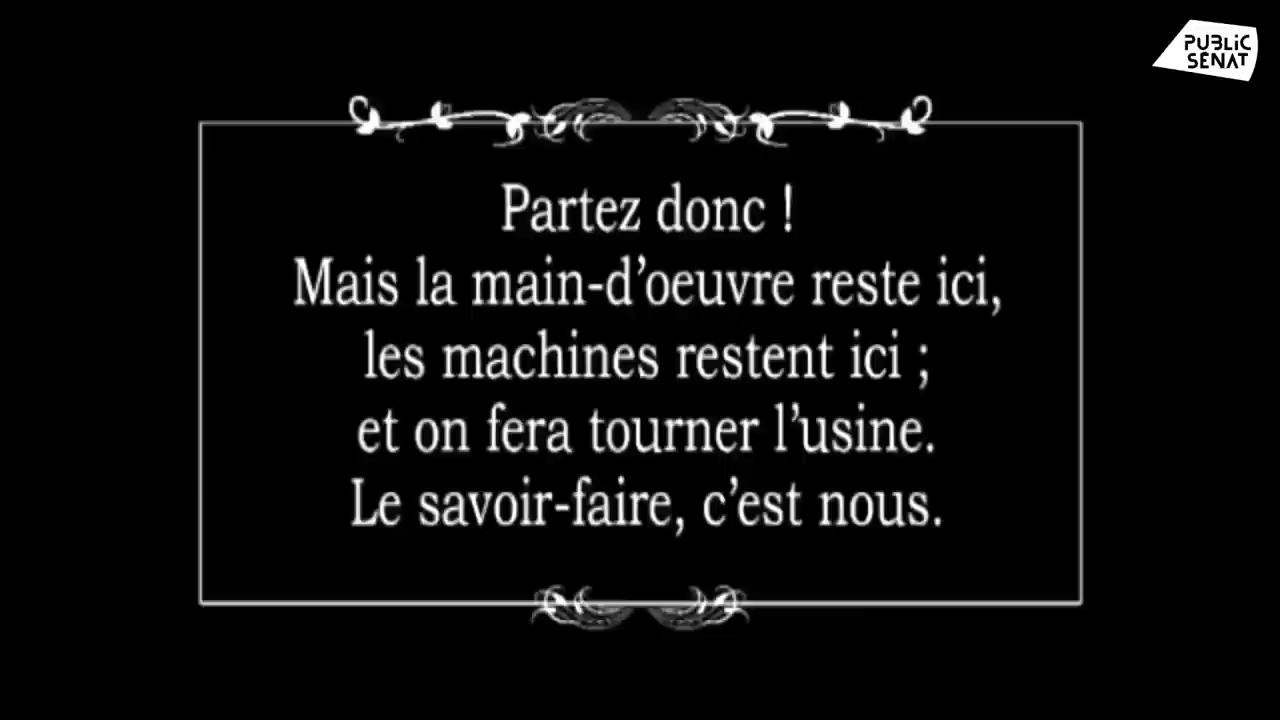 PUBLIC
SÉNAT
Partez donc !
Mais la main-d’oeuvre reste ici,
les machines restent ici ;
et on fera tourner l’usine.
Le savoir-faire, c’est nous.